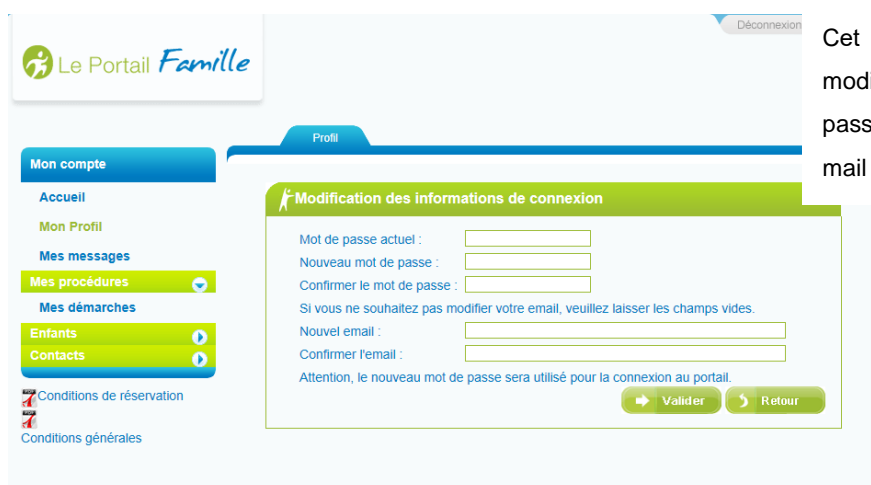 Déconnexion
Cet
modi
pass
mail
Le Portail Famille
Profil
Mon compte
Accueil
Mon Profil
Mes messages
Mes procédures
Mes démarches
Enfants
Contacts
Conditions de réservation
Conditions générales
Modification des informations de connexion
Mot de passe actuel :
Nouveau mot de passe :
Confirmer le mot de passe :
Si vous ne souhaitez pas modifier votre email, veuillez laisser les champs vides.
Nouvel email :
Confirmer l'email :
Attention, le nouveau mot de passe sera utilisé pour la connexion au portail.
Valider
Retour